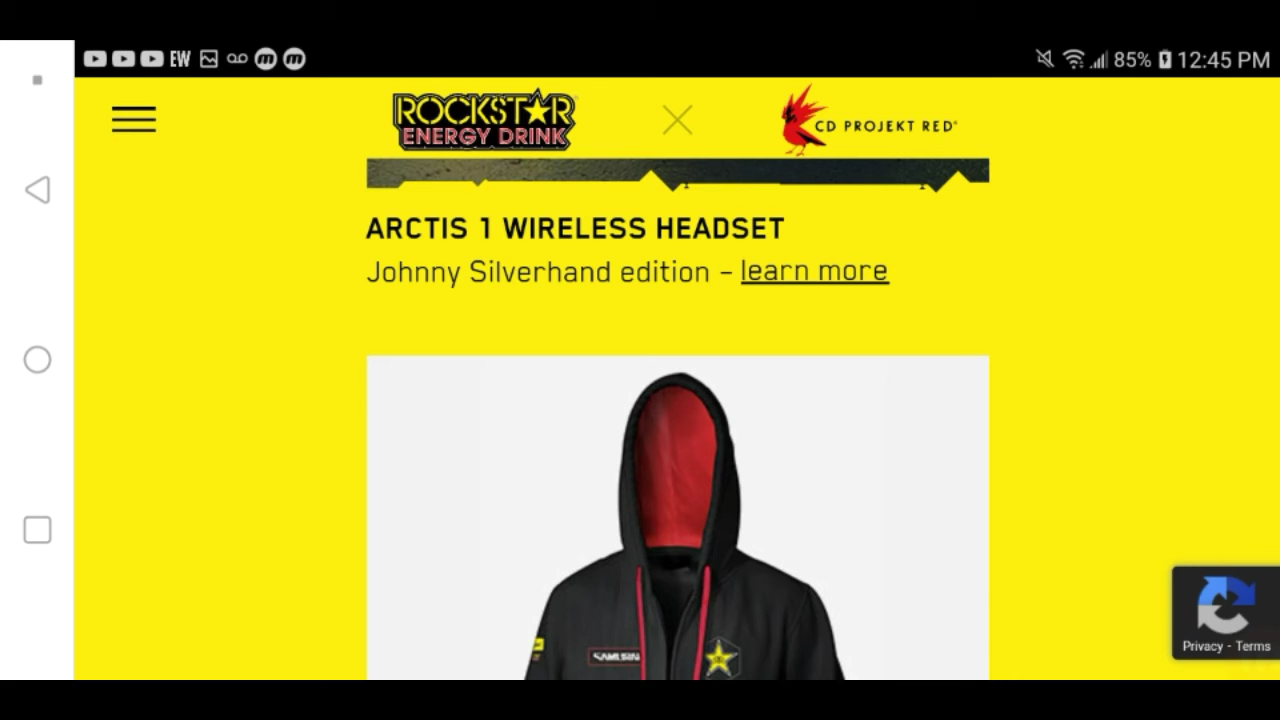 EW
85% 12:45 PM
ROCKSTAR
ENERGY DRINK
CD PROJEKT RED
ARCTIS 1 WIRELESS HEADSET
Johnny Silverhand edition – learn more
Privacy - Terms